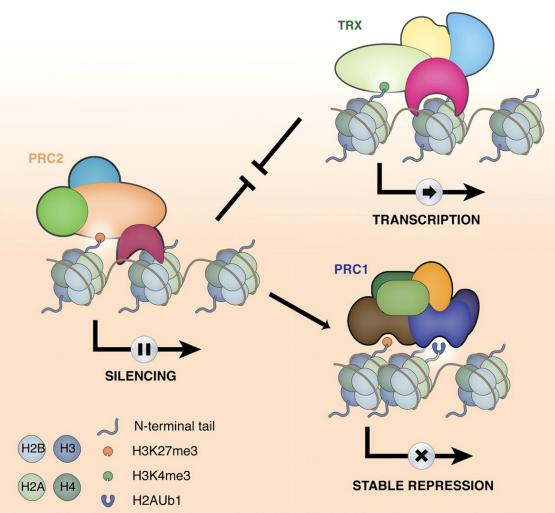 TRX
TRANSCRIPTION
PRC2
SILENCING
PRC1
STABLE REPRESSION
H2B H3
H2A H4
N-terminal tail
H3K27me3
H3K4me3
H2AUb1